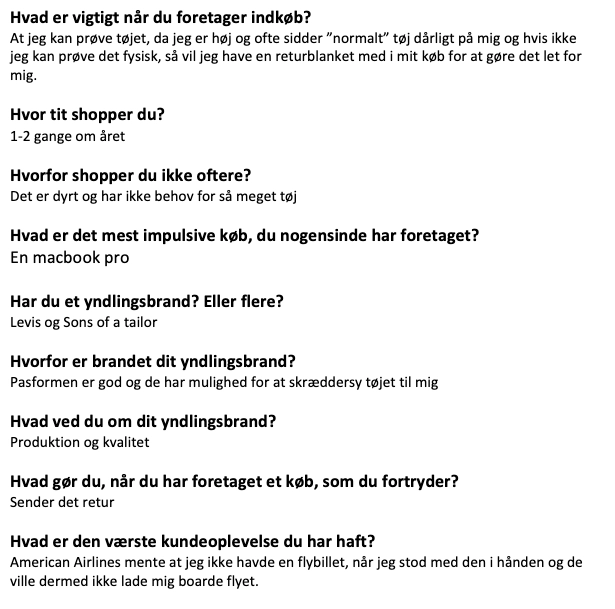 Hvad er vigtigt når du foretager indkøb?
At jeg kan prøve tøjet, da jeg er høj og ofte sidder ”normalt” tøj dårligt på mig og hvis ikke
jeg kan prøve det fysisk, så vil jeg have en returblanket med i mit køb for at gøre det let for
mig.
Hvor tit shopper du?
1-2 gange om året
Hvorfor shopper du ikke oftere?
Det er dyrt og har ikke behov for så meget tøj
Hvad er det mest impulsive køb, du nogensinde har foretaget?
En macbook pro
Har du et yndlingsbrand? Eller flere?
Levis og Sons of a tailor
Hvorfor er brandet dit yndlingsbrand?
Pasformen er god og de har mulighed for at skræddersy tøjet til mig
Hvad ved du om dit yndlingsbrand?
Produktion og kvalitet
Hvad gør du, når du har foretaget et køb, som du fortryder?
Sender det retur
Hvad er den værste kundeoplevelse du har haft?
American Airlines mente at jeg ikke havde en flybillet, når jeg stod med den i hånden og de
ville dermed ikke lade mig boarde flyet.